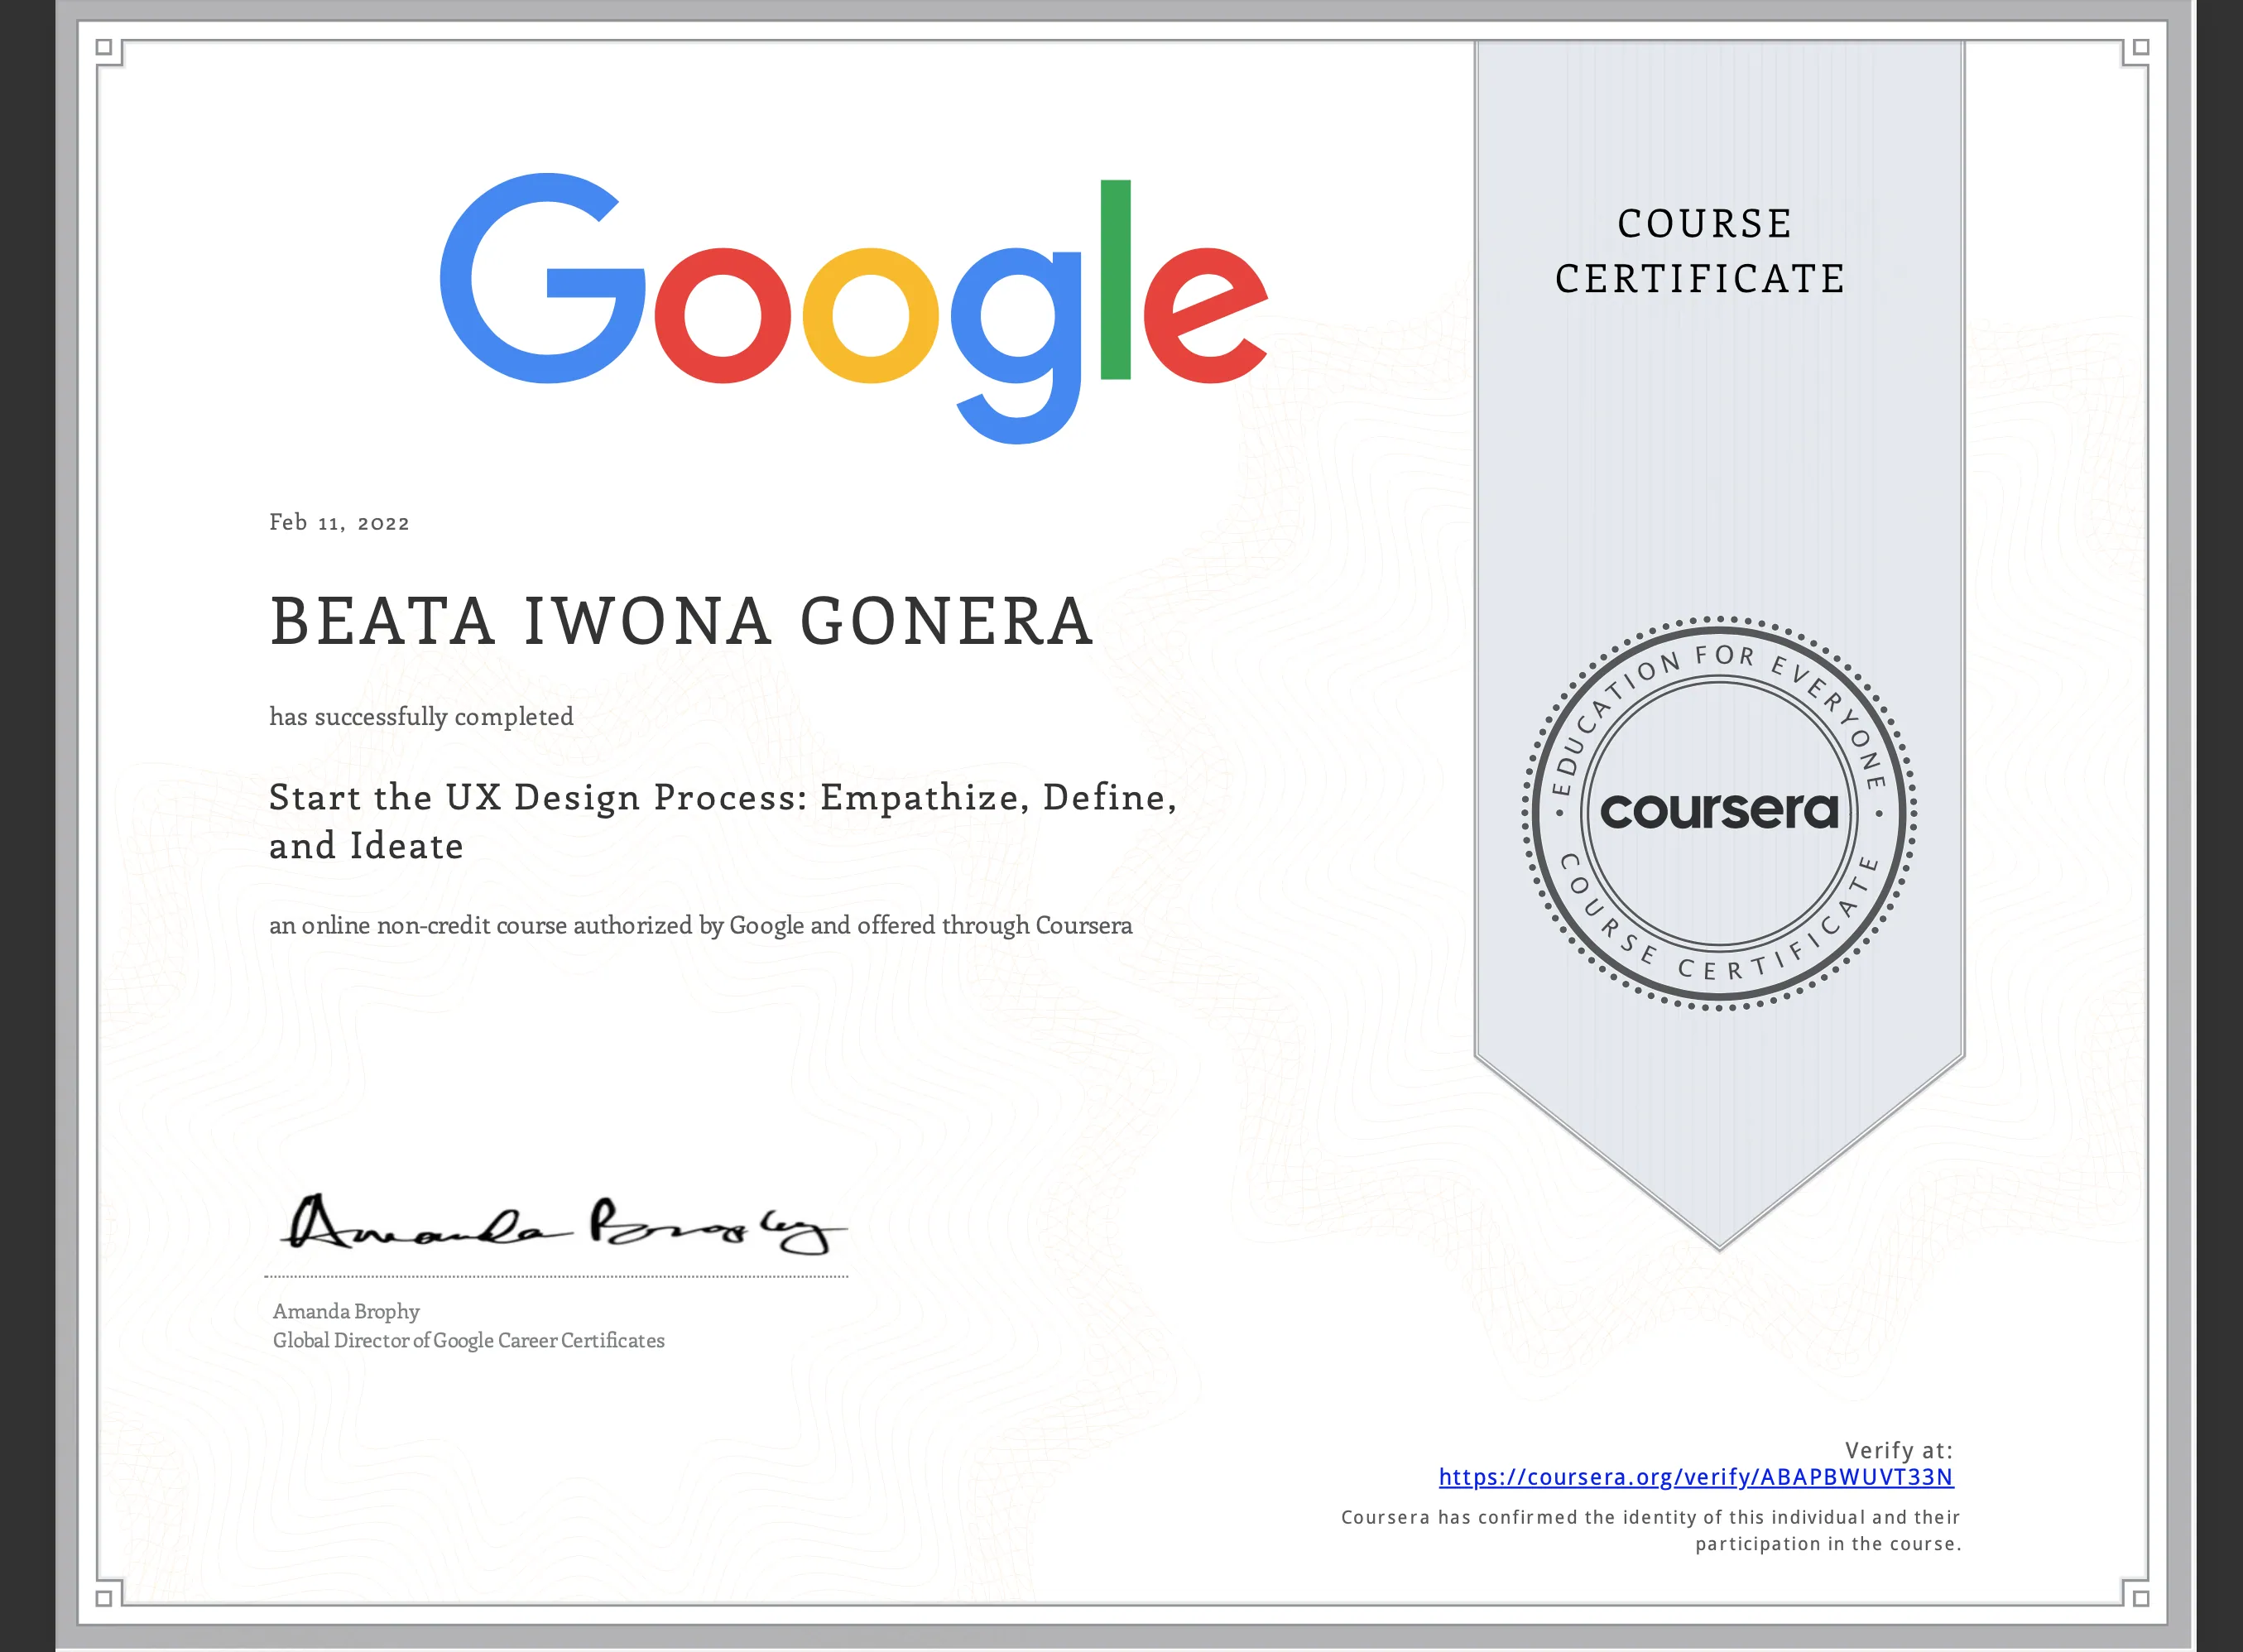 Google
COURSE
CERTIFICATE
Feb 11, 2022
BEATA IWONA GONERA
has successfully completed
Start the UX Design Process: Empathize, Define,
and Ideate
an online non-credit course authorized by Google and offered through Coursera
EDUCATION FOR EVERYONE
coursera
COURSE CERTIFICATE
Amanda Brophy
Amanda Brophy
Global Director of Google Career Certificates
Verify at:
https://coursera.org/verify/ABAPBWUVT33N
Coursera has confirmed the identity of this individual and their
participation in the course.